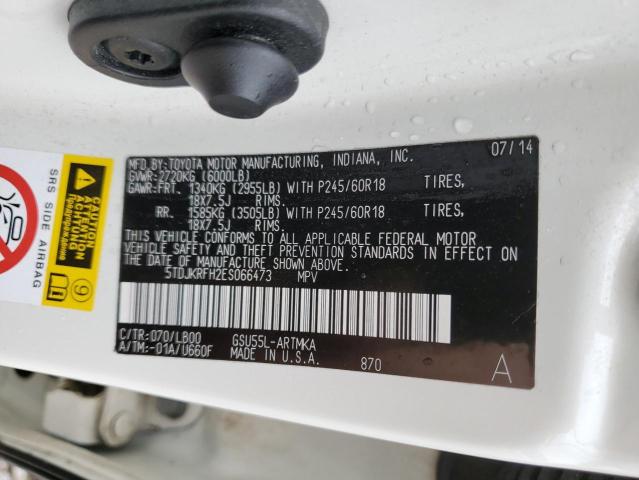 MFD.BY:TOYOTA MOTOR MANUFACTURING, INDIANA, INC. 07/14
GVWR:2720KG (6000LB)
GAWR:FRT. 1340KG (2955LB) WITH P245/60R18 TIRES,
18X7.5J RIMS.
RR. 1585KG (3505LB) WITH P245/60R18 TIRES,
18X7.5J RIMS.
THIS VEHICLE CONFORMS TO ALL APPLICABLE FEDERAL MOTOR
VEHICLE SAFETY AND THEFT PREVENTION STANDARDS IN EFFECT ON
THE DATE OF MANUFACTURE SHOWN ABOVE.
5TDJKRFH2ES066473 MPV
C/TR:070/LB00 GSU55L-ARTMKA
A/TM:-01A/U660F MADE IN U.S.A. 870 A
SRS SIDE AIRBAG
ATTENTION
ACHTUNG
9